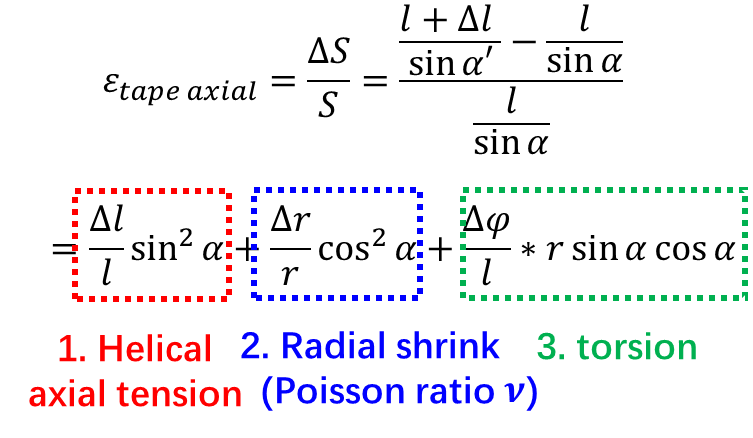 ε_{tape axial} = ΔS/S = ((l + Δl)/(sin α′) − l/(sin α))/(l/(sin α))
= Δl/l sin² α + Δr/r cos² α + Δφ/l * r sin α cos α
1. Helical 2. Radial shrink 3. torsion
axial tension (Poisson ratio ν)